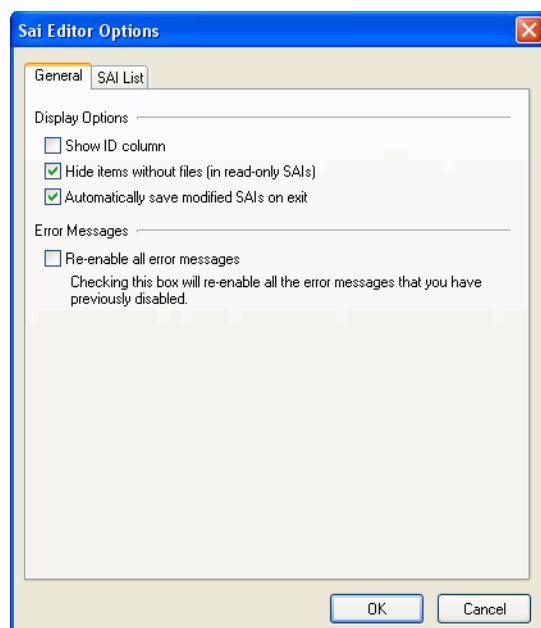 Sai Editor Options
General SAI List
Display Options
Show ID column
Hide items without files (in read-only SAIs)
Automatically save modified SAIs on exit
Error Messages
Re-enable all error messages
Checking this box will re-enable all the error messages that you have
previously disabled.
OK Cancel